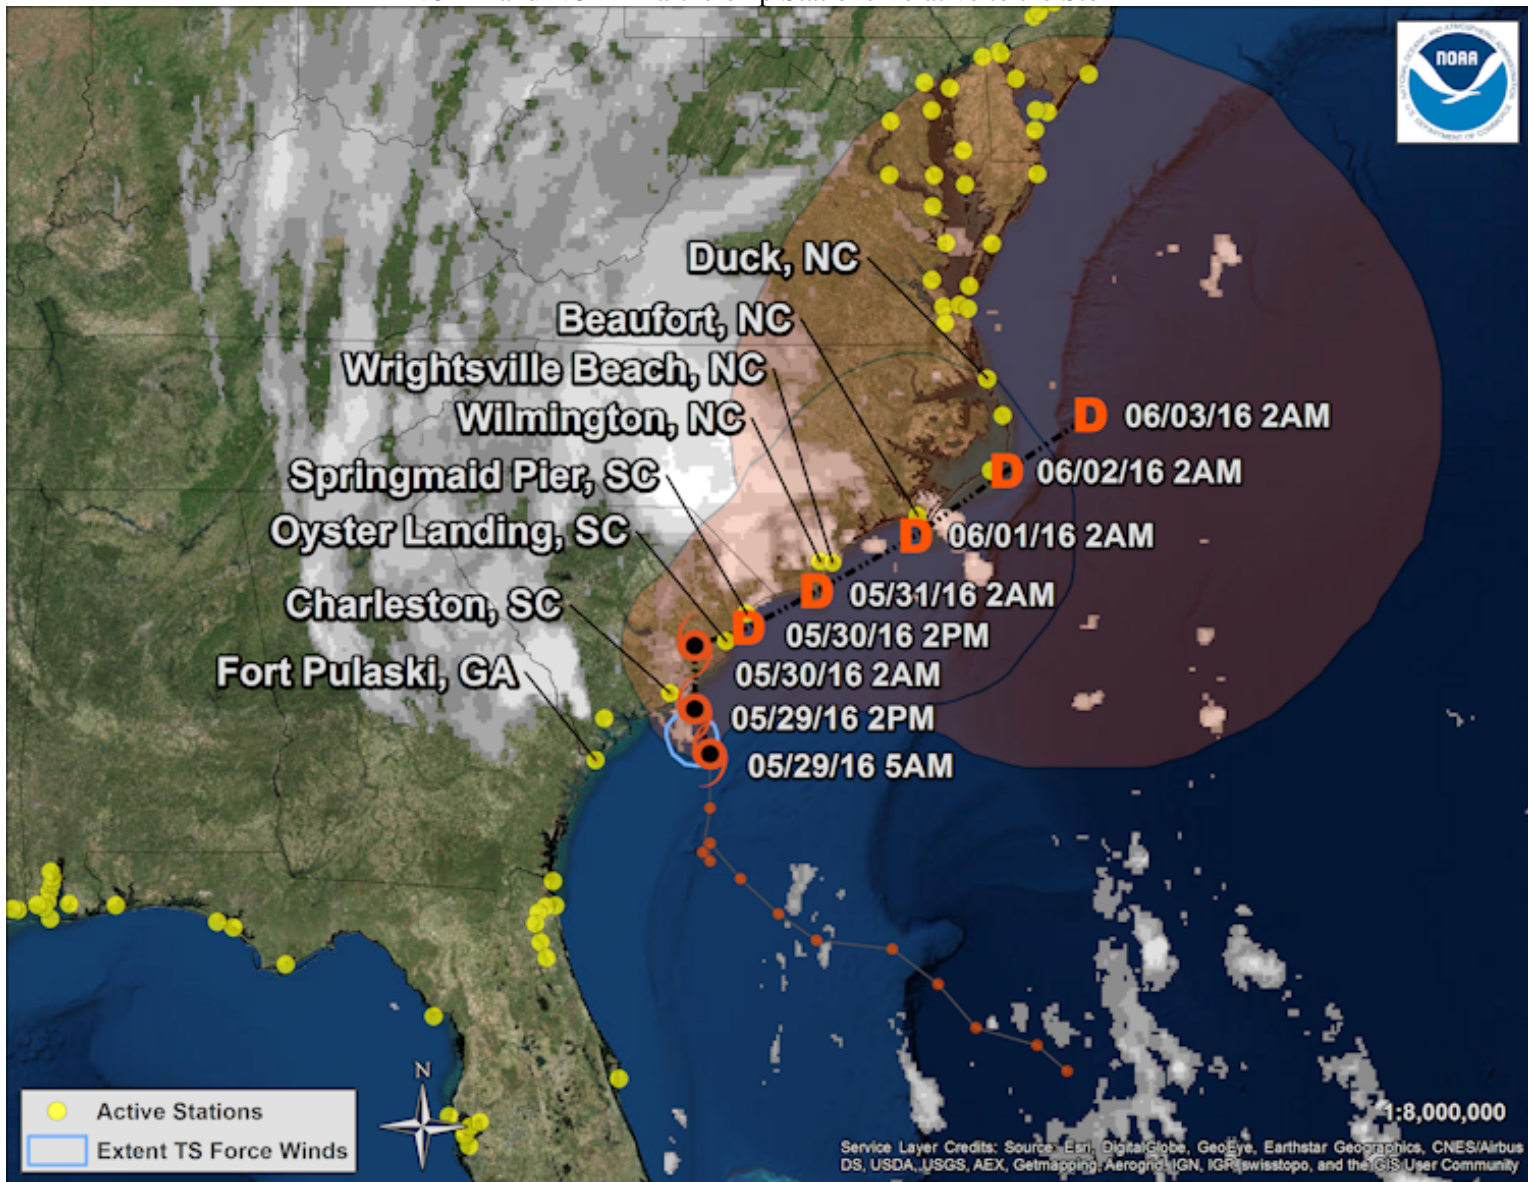 NOAA
Duck, NC
Beaufort, NC
Wrightsville Beach, NC
Wilmington, NC
Springmaid Pier, SC
Oyster Landing, SC
Charleston, SC
Fort Pulaski, GA
D 06/03/16 2AM
D 06/02/16 2AM
D 06/01/16 2AM
D 05/31/16 2AM
D 05/30/16 2PM
05/30/16 2AM
05/29/16 2PM
05/29/16 5AM
N
Active Stations
Extent TS Force Winds
1:8,000,000
Service Layer Credits: Source: Esri, DigitalGlobe, GeoEye, Earthstar Geographics, CNES/Airbus
DS, USDA, USGS, AEX, Getmapping, Aerogrid, IGN, IGP, swisstopo, and the GIS User Community